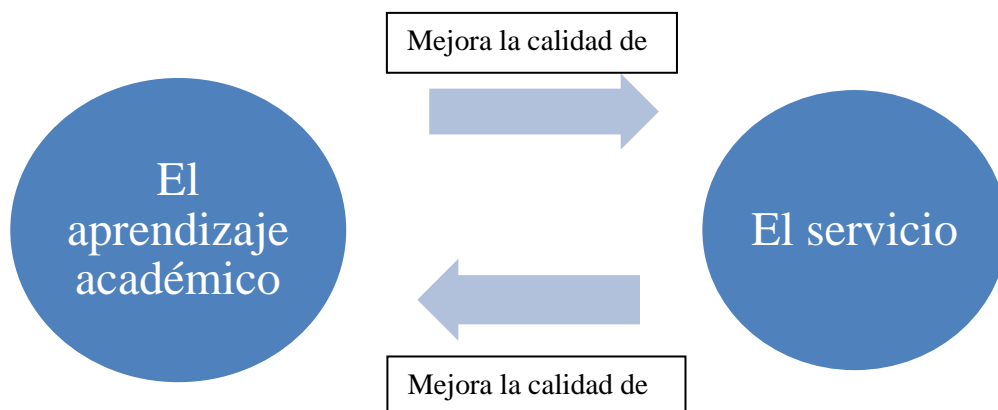 Mejora la calidad de
El
aprendizaje
académico
El servicio
Mejora la calidad de